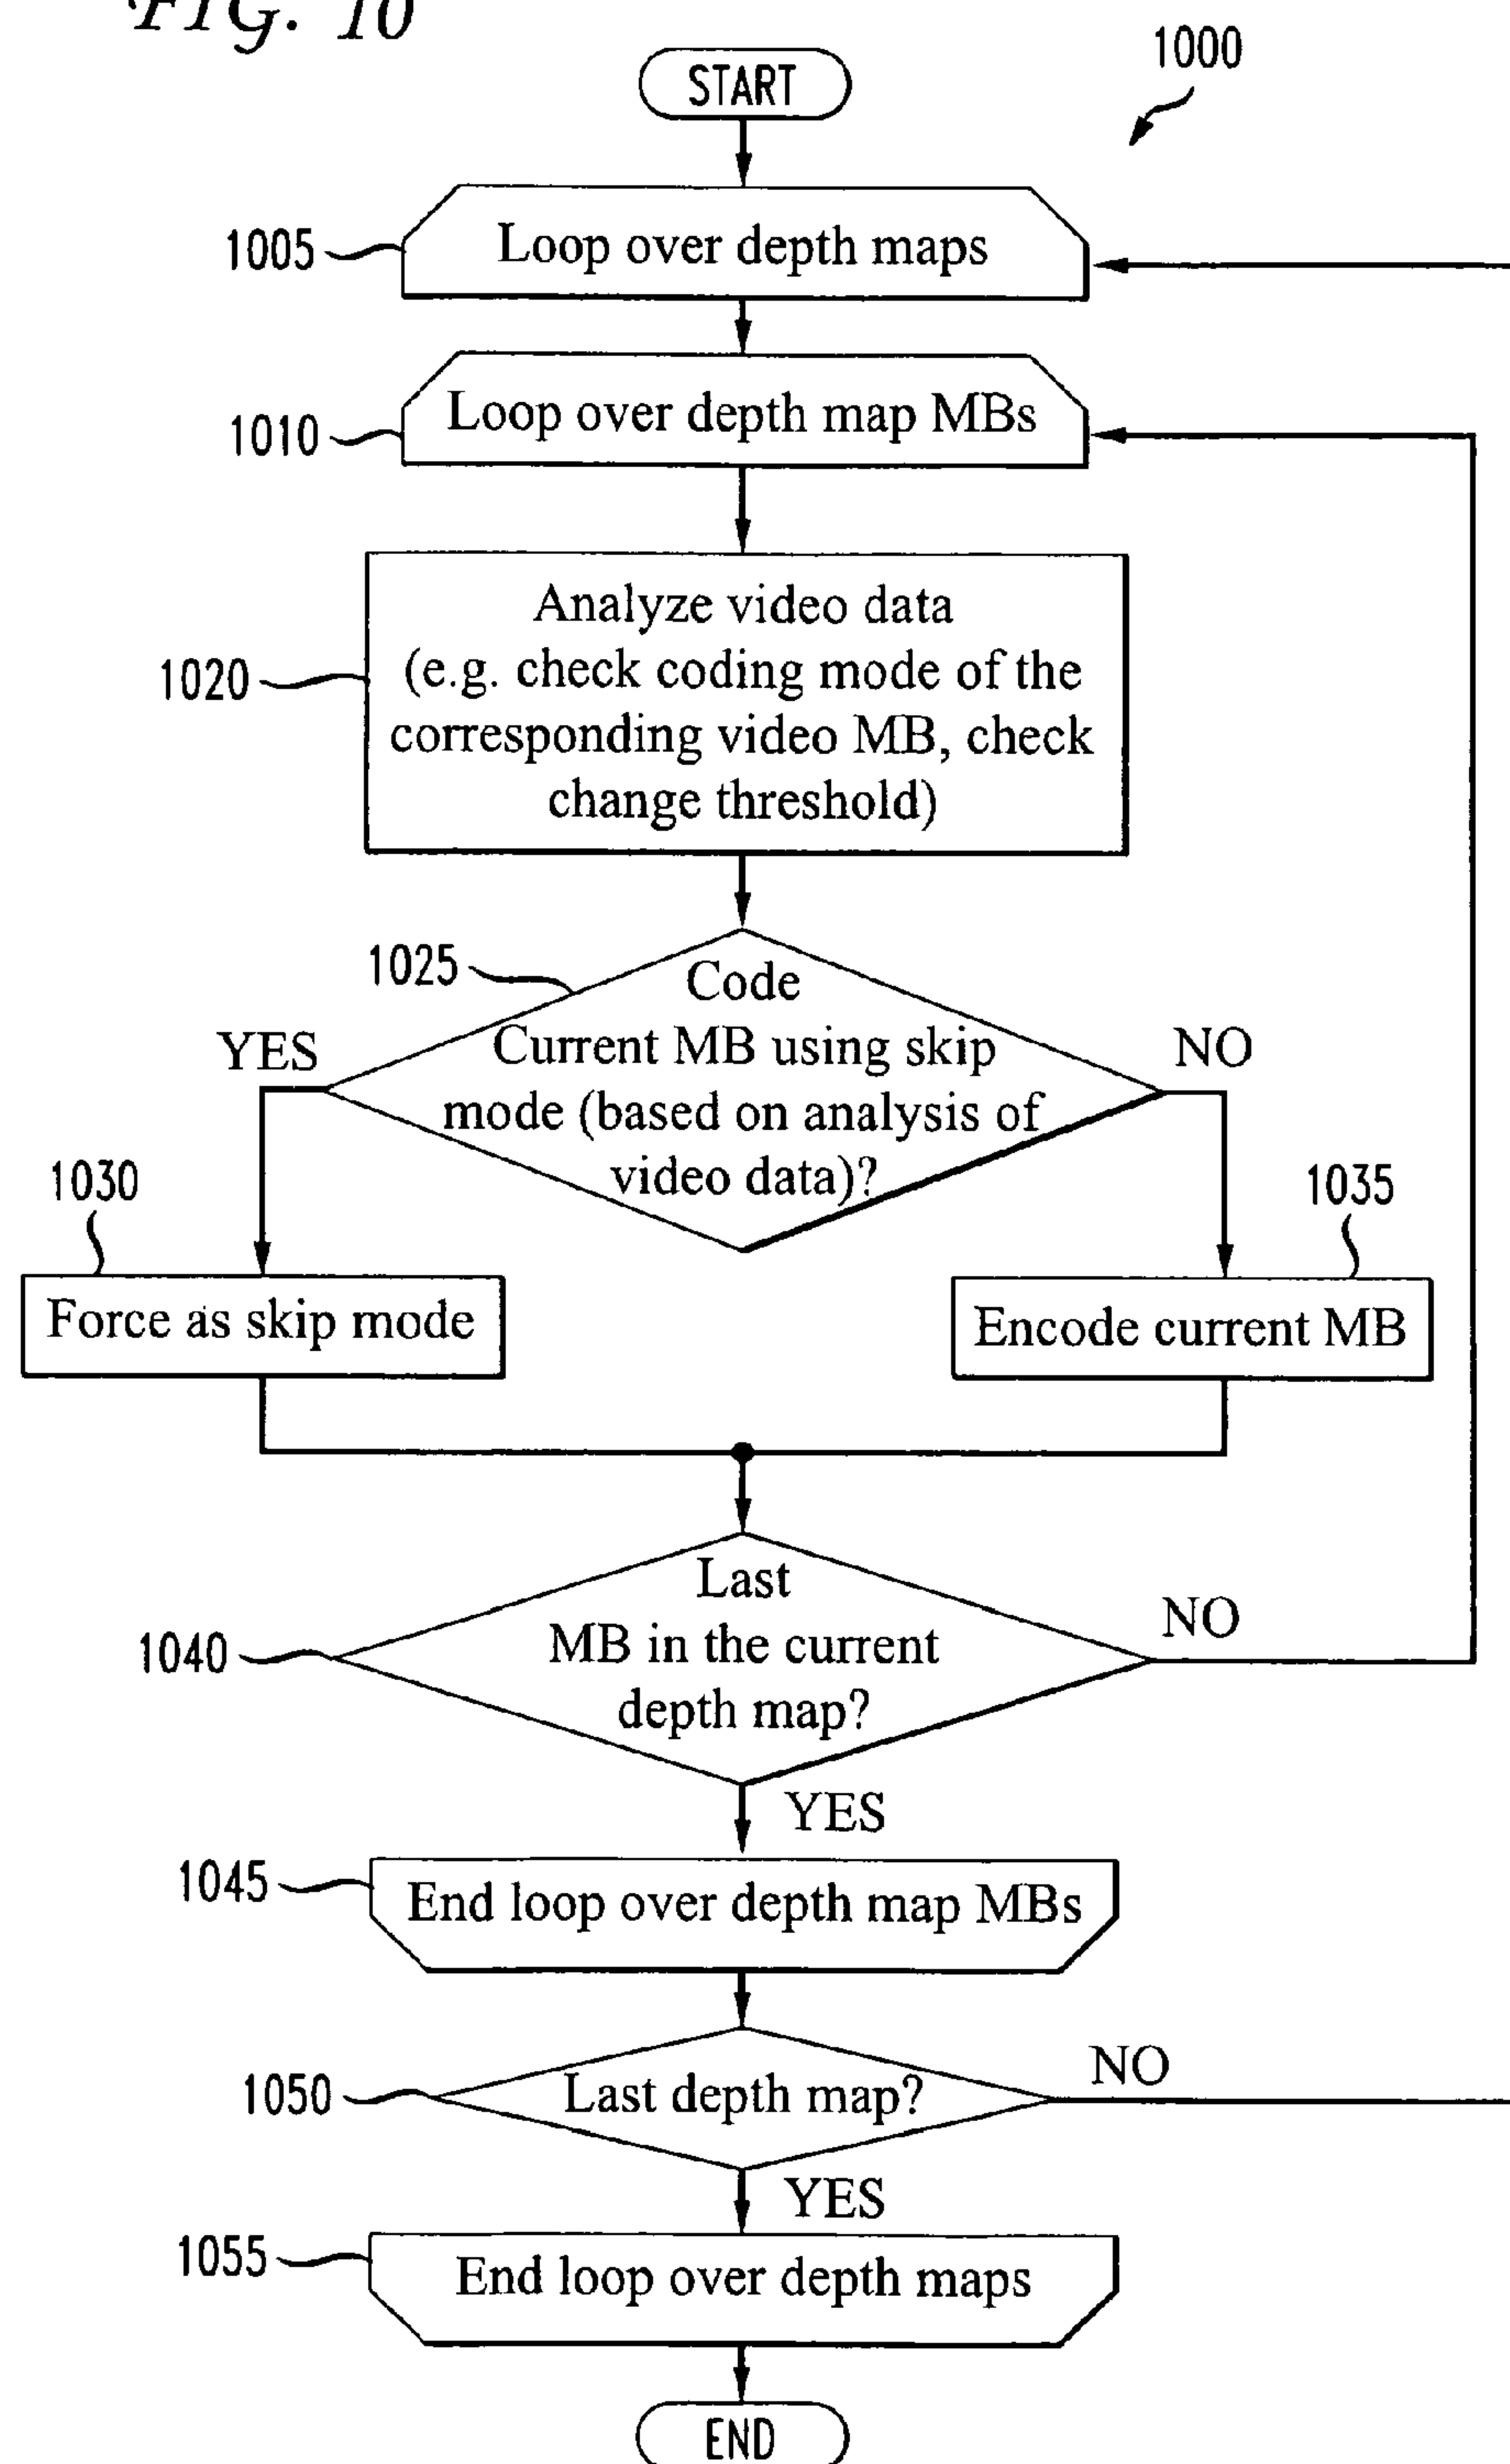 FIG. 10
1000
START
1005
Loop over depth maps
1010
Loop over depth map MBs
1020
Analyze video data
(e.g. check coding mode of the
corresponding video MB, check
change threshold)
1025
Code
Current MB using skip
mode (based on analysis of
video data)?
YES
NO
1030
1035
Force as skip mode
Encode current MB
1040
Last
MB in the current
depth map?
NO
YES
1045
End loop over depth map MBs
1050
Last depth map?
NO
YES
1055
End loop over depth maps
END